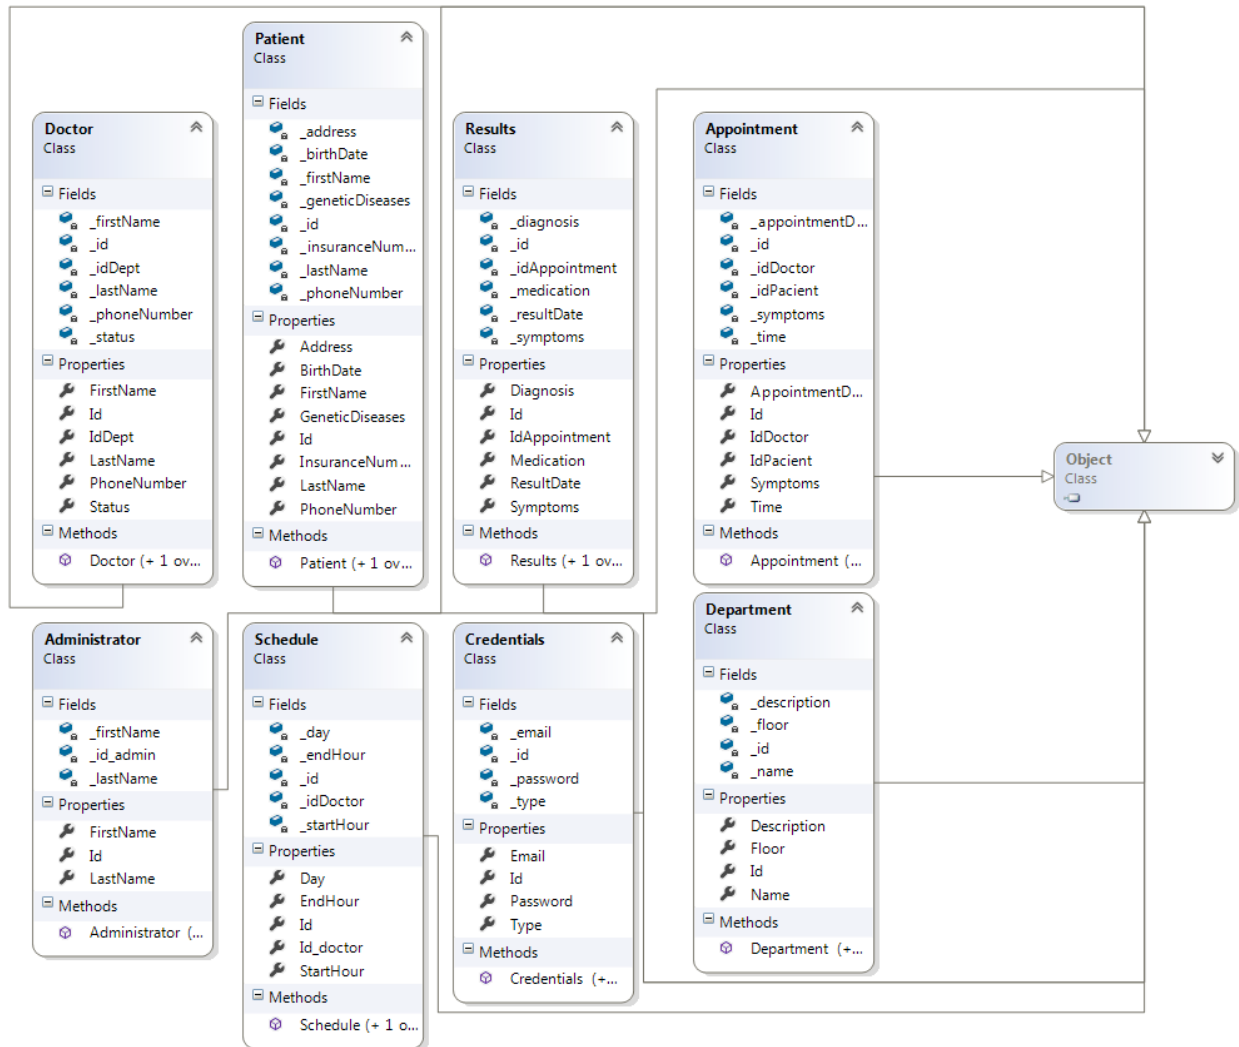 Patient
Class
Fields
_address
_birthDate
_firstName
_geneticDiseases
_id
_insuranceNum...
_lastName
_phoneNumber
Properties
Address
BirthDate
FirstName
GeneticDiseases
Id
InsuranceNum...
LastName
PhoneNumber
Methods
Patient (+ 1 ov...
Doctor
Class
Fields
_firstName
_id
_idDept
_lastName
_phoneNumber
_status
Properties
FirstName
Id
IdDept
LastName
PhoneNumber
Status
Methods
Doctor (+ 1 ov...
Results
Class
Fields
_diagnosis
_id
_idAppointment
_medication
_resultDate
_symptoms
Properties
Diagnosis
Id
IdAppointment
Medication
ResultDate
Symptoms
Methods
Results (+ 1 ov...
Appointment
Class
Fields
_appointmentD...
_id
_idDoctor
_idPacient
_symptoms
_time
Properties
AppointmentD...
Id
IdDoctor
IdPacient
Symptoms
Time
Methods
Appointment (...
Object
Class
Administrator
Class
Fields
_firstName
_id_admin
_lastName
Properties
FirstName
Id
LastName
Methods
Administrator (...
Schedule
Class
Fields
_day
_endHour
_id
_idDoctor
_startHour
Properties
Day
EndHour
Id
Id_doctor
StartHour
Methods
Schedule (+ 1 o...
Credentials
Class
Fields
_email
_id
_password
_type
Properties
Email
Id
Password
Type
Methods
Credentials (+...
Department
Class
Fields
_description
_floor
_id
_name
Properties
Description
Floor
Id
Name
Methods
Department (+...